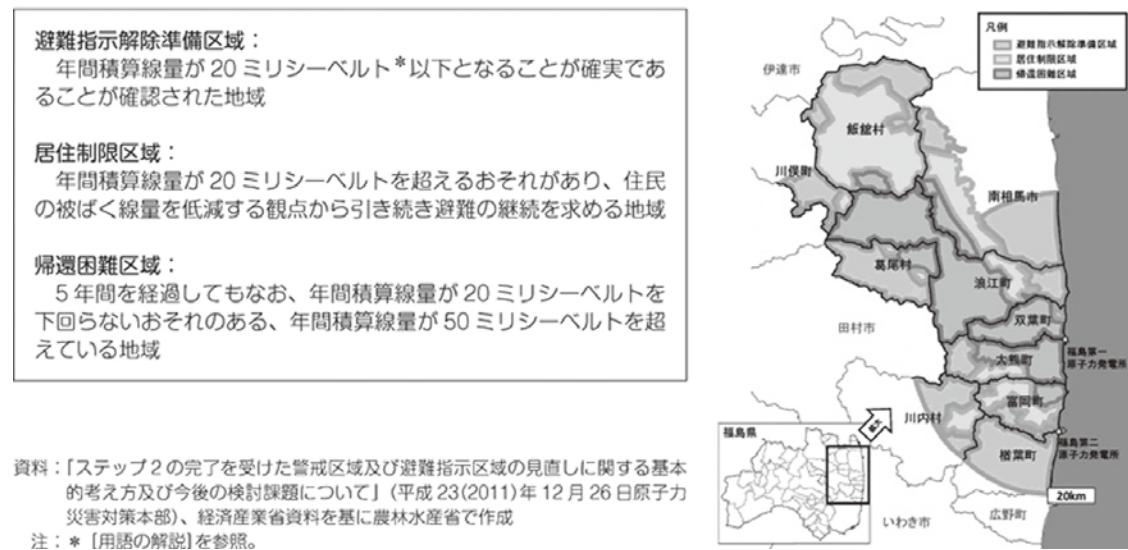 避難指示解除準備区域：
年間積算線量が20ミリシーベルト*以下となることが確実であ
ることが確認された地域
居住制限区域：
年間積算線量が20ミリシーベルトを超えるおそれがあり、住民
の被ばく線量を低減する観点から引き続き避難の継続を求める地域
帰還困難区域：
5年間を経過してもなお、年間積算線量が20ミリシーベルトを
下回らないおそれのある、年間積算線量が50ミリシーベルトを超
えている地域
資料：「ステップ2の完了を受けた警戒区域及び避難指示区域の見直しに関する基本
的考え方及び今後の検討課題について」（平成23(2011)年12月26日原子力
災害対策本部）、経済産業省資料を基に農林水産省で作成
注：＊［用語の解説］を参照。
凡例
避難指示解除準備区域
居住制限区域
帰還困難区域
伊達市
飯舘村
川俣町
南相馬市
葛尾村
浪江町
田村市
双葉町
大熊町
福島第一
原子力発電所
富岡町
川内村
福島第二
原子力発電所
楢葉町
拡大
福島県
20km
いわき市
広野町